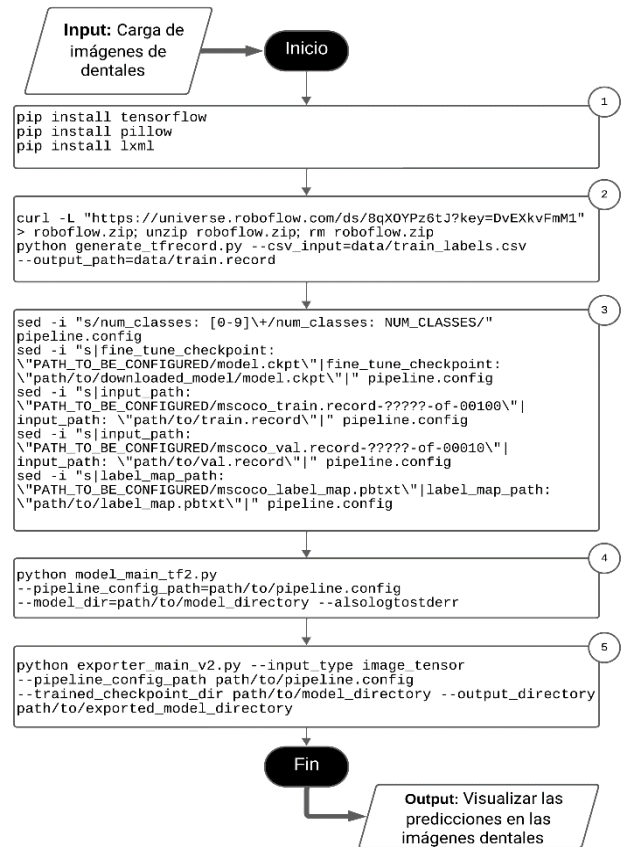 Input: Carga de
imágenes de
dentales
Inicio
1
pip install tensorflow
pip install pillow
pip install lxml
2
curl -L "https://universe.roboflow.com/ds/8qXOYPz6tJ?key=DvEXkvFmM1"
> roboflow.zip; unzip roboflow.zip; rm roboflow.zip
python generate_tfrecord.py --csv_input=data/train_labels.csv
--output_path=data/train.record
3
sed -i "s/num_classes: [0-9]\+/num_classes: NUM_CLASSES/"
pipeline.config
sed -i "s|fine_tune_checkpoint:
\"PATH_TO_BE_CONFIGURED/model.ckpt\"|fine_tune_checkpoint:
\"path/to/downloaded_model/model.ckpt\"|" pipeline.config
sed -i "s|input_path:
\"PATH_TO_BE_CONFIGURED/mscoco_train.record-?????-of-00100\"|
input_path: \"path/to/train.record\"|" pipeline.config
sed -i "s|input_path:
\"PATH_TO_BE_CONFIGURED/mscoco_val.record-?????-of-00010\"|
input_path: \"path/to/val.record\"|" pipeline.config
sed -i "s|label_map_path:
\"PATH_TO_BE_CONFIGURED/mscoco_label_map.pbtxt\"|label_map_path:
\"path/to/label_map.pbtxt\"|" pipeline.config
4
python model_main_tf2.py
--pipeline_config_path=path/to/pipeline.config
--model_dir=path/to/model_directory --alsologtostderr
5
python exporter_main_v2.py --input_type image_tensor
--pipeline_config_path path/to/pipeline.config
--trained_checkpoint_dir path/to/model_directory --output_directory
path/to/exported_model_directory
Fin
Output: Visualizar las
predicciones en las
imágenes dentales